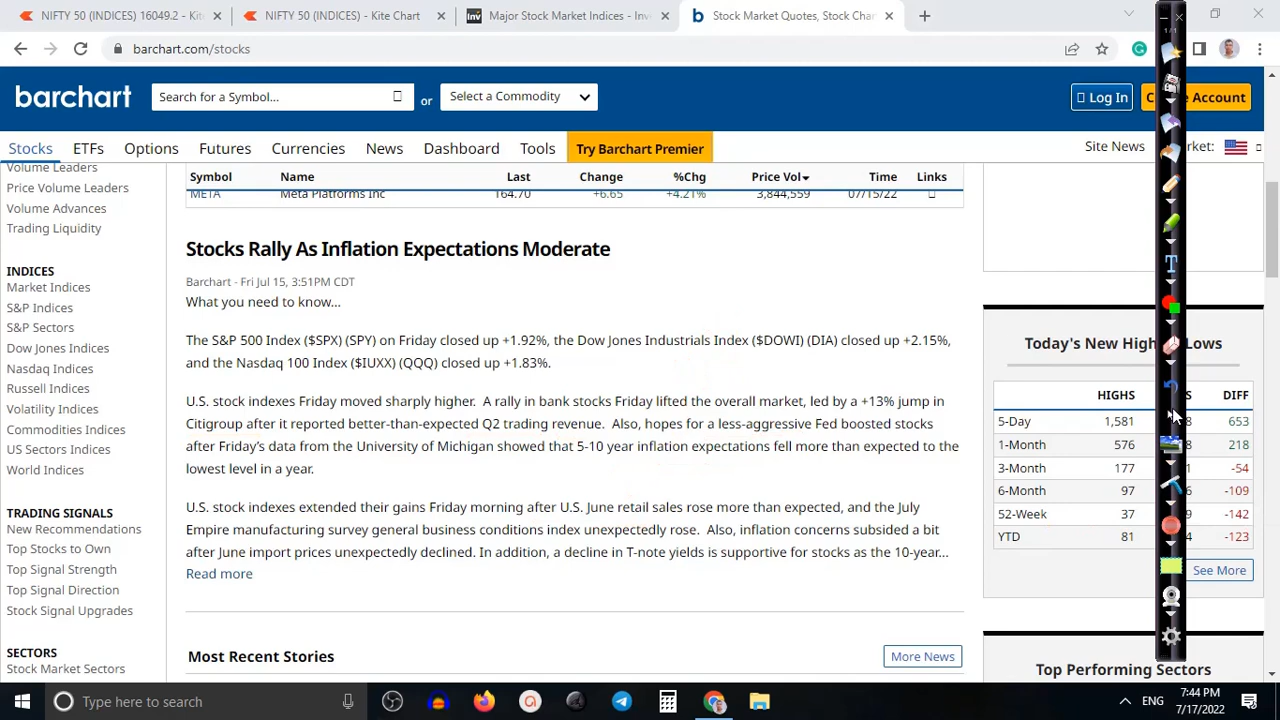 NIFTY 50 (INDICES) 16049.2 - Kite
NIFTY 50 (INDICES) - Kite Chart
Inv
Major Stock Market Indices - Inve
b
Stock Market Quotes, Stock Char
barchart.com/stocks
barchart
Search for a Symbol...
or
Select a Commodity
Log In
Account
Stocks
ETFs
Options
Futures
Currencies
News
Dashboard
Tools
Try Barchart Premier
Site News
Volume Leaders
Price Volume Leaders
Volume Advances
Trading Liquidity
INDICES
Market Indices
S&P Indices
S&P Sectors
Dow Jones Indices
Nasdaq Indices
Russell Indices
Volatility Indices
Commodities Indices
US Sectors Indices
World Indices
TRADING SIGNALS
New Recommendations
Top Stocks to Own
Top Signal Strength
Top Signal Direction
Stock Signal Upgrades
SECTORS
Stock Market Sectors
Symbol Name Last Change %Chg Price Vol Time Links
META Meta Platforms Inc 164.70 +6.65 +4.21% 3,844,559 07/15/22
Stocks Rally As Inflation Expectations Moderate
Barchart - Fri Jul 15, 3:51PM CDT
What you need to know…
The S&P 500 Index ($SPX) (SPY) on Friday closed up +1.92%, the Dow Jones Industrials Index ($DOWI) (DIA) closed up +2.15%,
and the Nasdaq 100 Index ($IUXX) (QQQ) closed up +1.83%.
U.S. stock indexes Friday moved sharply higher. A rally in bank stocks Friday lifted the overall market, led by a +13% jump in
Citigroup after it reported better-than-expected Q2 trading revenue. Also, hopes for a less-aggressive Fed boosted stocks
after Friday's data from the University of Michigan showed that 5-10 year inflation expectations fell more than expected to the
lowest level in a year.
U.S. stock indexes extended their gains Friday morning after U.S. June retail sales rose more than expected, and the July
Empire manufacturing survey general business conditions index unexpectedly rose. Also, inflation concerns subsided a bit
after June import prices unexpectedly declined. In addition, a decline in T-note yields is supportive for stocks as the 10-year...
Read more
Most Recent Stories
More News
Today's New High
HIGHS DIFF
5-Day 1,581 653
1-Month 576 218
3-Month 177 -54
6-Month 97 -109
52-Week 37 -142
YTD 81 -123
See More
Top Performing Sectors
1/1
T
Type here to search
ENG
7:44 PM
7/17/2022